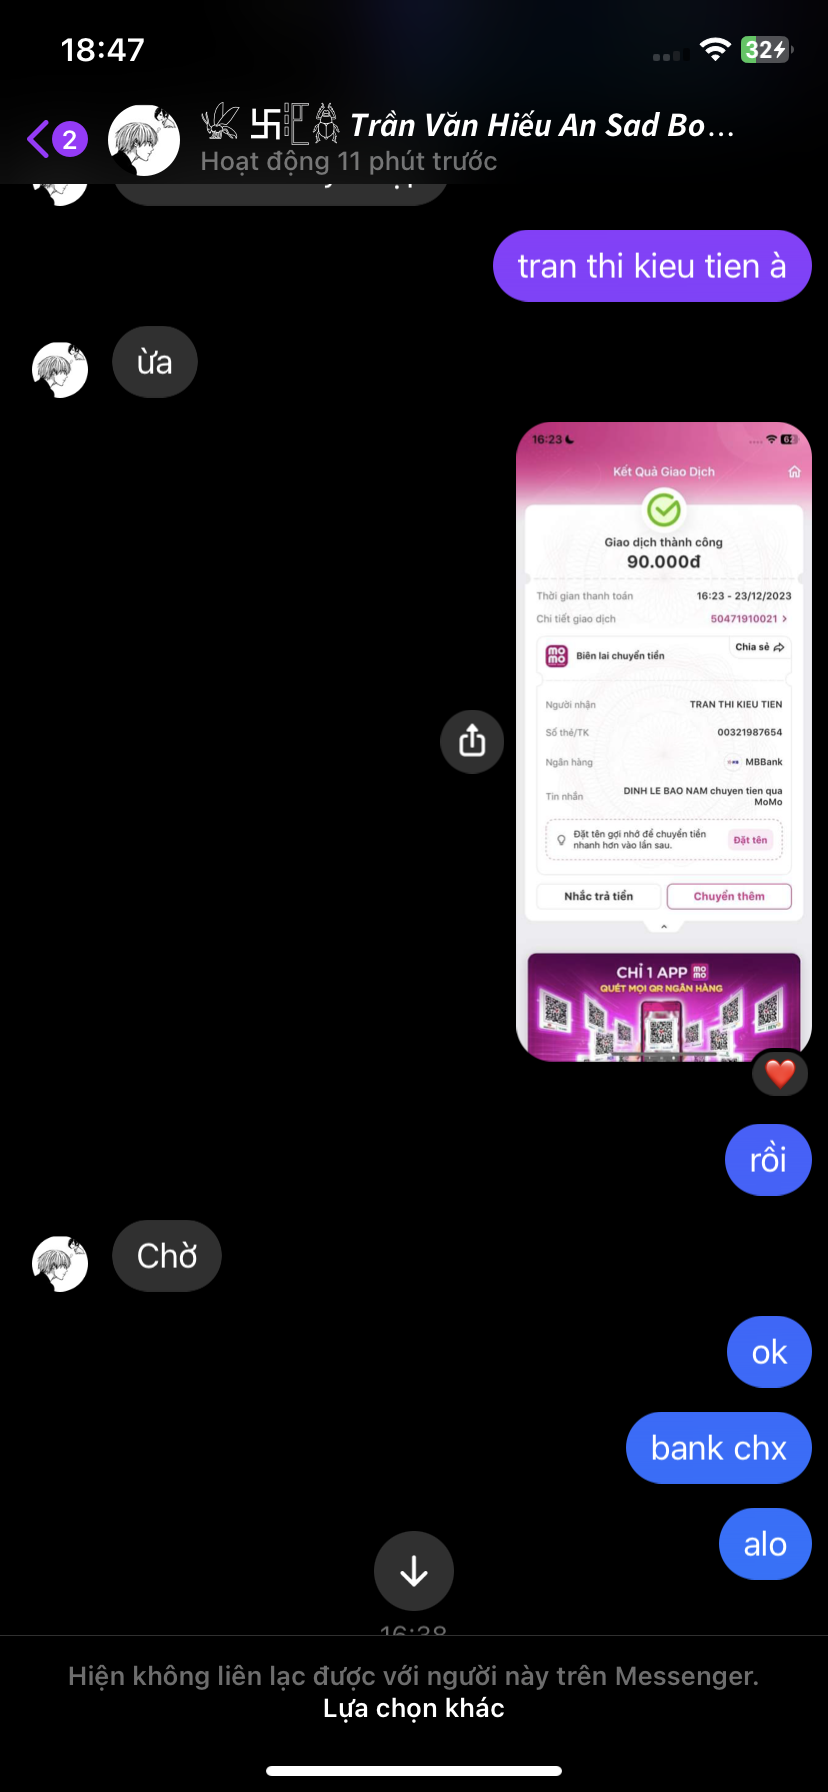 18:47
32
2
卐 Trần Văn Hiếu An Sad Bo...
Hoạt động 11 phút trước
tran thi kieu tien à
ừa
16:23
62
Kết Quả Giao Dịch
Giao dịch thành công
90.000đ
Thời gian thanh toán 16:23 - 23/12/2023
Chi tiết giao dịch 50471910021 >
mo mo Biên lai chuyển tiền Chia sẻ
Người nhận TRAN THI KIEU TIEN
Số thẻ/TK 00321987654
Ngân hàng MBBank
Tin nhắn DINH LE BAO NAM chuyen tien qua
MoMo
Đặt tên gợi nhớ để chuyển tiền
nhanh hơn vào lần sau. Đặt tên
Nhắc trả tiền Chuyển thêm
CHỈ 1 APP mo mo
QUÉT MỌI QR NGÂN HÀNG
rồi
Chờ
ok
bank chx
alo
16:38
Hiện không liên lạc được với người này trên Messenger.
Lựa chọn khác